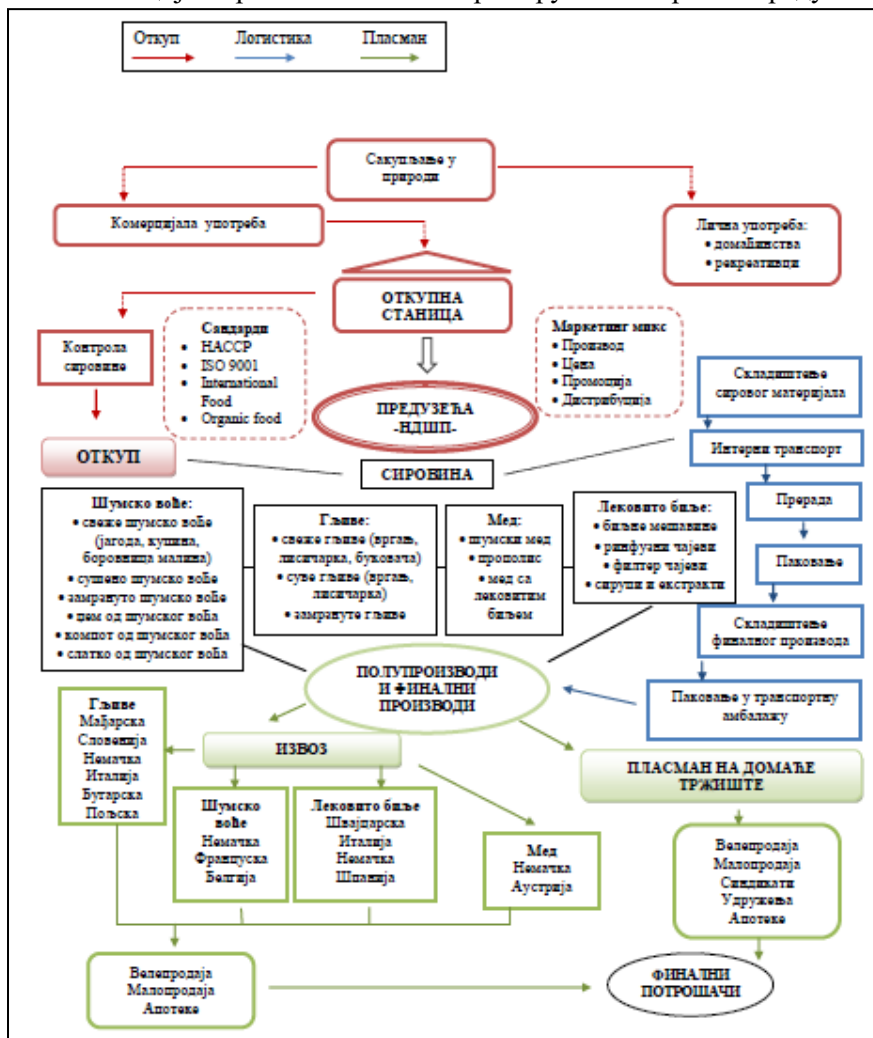 Откуп
Логистика
Пласман
Сакупљање у
природи
Комерцијала употреба
Лична употреба:
• домаћинства
• рекреативци
ОТКУПНА
СТАНИЦА
Контрола
сировине
Сандарди
• HACCP
• ISO 9001
• International
Food
• Organic food
Маркетинг микс
• Производ
• Цена
• Промоција
• Дистрибуција
ПРЕДУЗЕЋА
-НДШП-
ОТКУП
СИРОВИНА
Складиштење
сировог материјала
Интерни транспорт
Прерада
Паковање
Складиштење
финалног производа
Паковање у транспортну
амбалажу
Шумско воће:
• свеже шумско воће
(јагода, купина,
боровница малина)
• сушено шумско воће
• замрзнуто шумско воће
• џем од шумског воћа
• компот од шумског воћа
• слатко од шумског воћа
Гљиве:
• свеже гљиве (вргањ,
лисичарка, буковача)
• суве гљиве (вргањ,
лисичарка)
• замрзнуте гљиве
Мед:
• шумски мед
• прополис
• мед са
лековитим
биљем
Лековито биље:
• биљне мешавине
• ринфузни чајеви
• филтер чајеви
• сирупи и екстракти
ПОЛУПРОИЗВОДИ
И ФИНАЛНИ
ПРОИЗВОДИ
ИЗВОЗ
ПЛАСМАН НА ДОМАЋЕ
ТРЖИШТЕ
Гљиве
Мађарска
Словенија
Немачка
Италија
Бугарска
Пољска
Шумско
воће
Немачка
Француска
Белгија
Лековито биље
Швајцарска
Италија
Немачка
Шпанија
Мед
Немачка
Аустрија
Велепродаја
Малопродаја
Синдикати
Удружења
Апотеке
Велепродаја
Малопродаја
Апотеке
ФИНАЛНИ
ПОТРОШАЧИ